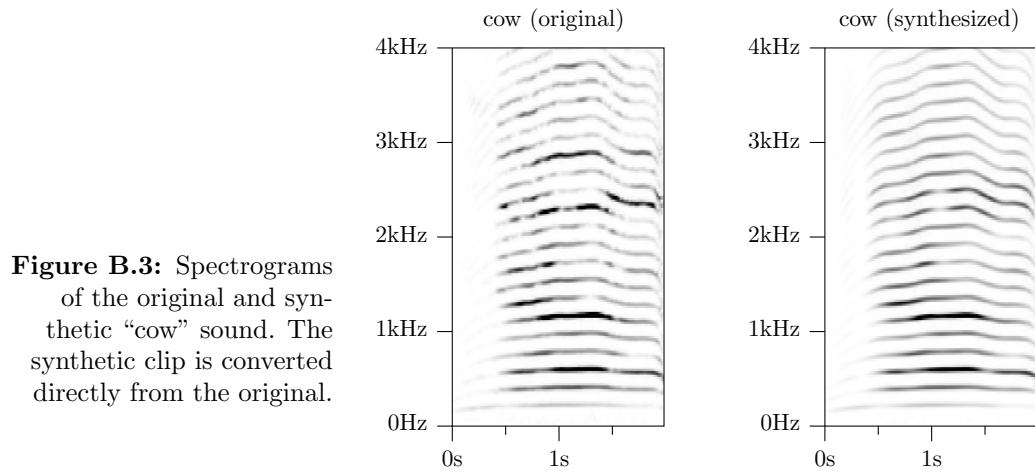 cow (original)
cow (synthesized)
4kHz
3kHz
2kHz
1kHz
0Hz
0s
1s
4kHz
3kHz
2kHz
1kHz
0Hz
0s
1s
Figure B.3: Spectrograms
of the original and syn-
thetic “cow” sound. The
synthetic clip is converted
directly from the original.